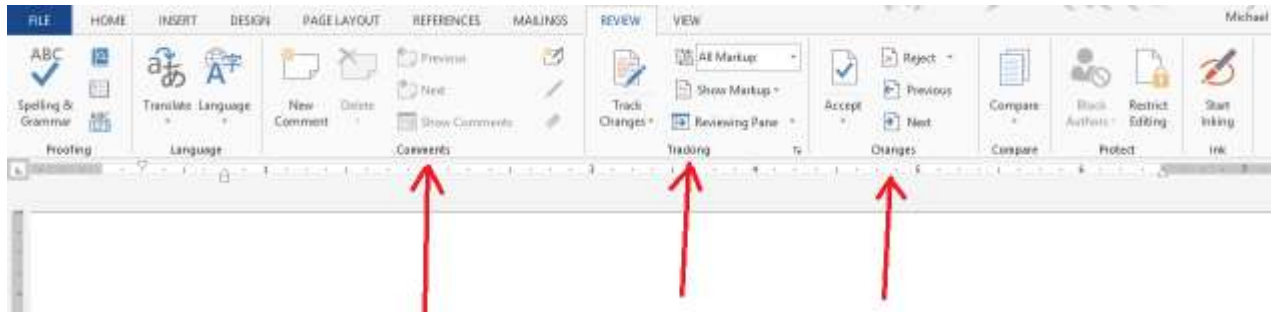 FILE HOME INSERT DESIGN PAGE LAYOUT REFERENCES MAILINGS REVIEW VIEW Michael
ABC
Spelling & Grammar
Proofing
Translate Language
Language
New Comment
Delete
Previous
Next
Show Comments
Comments
Track Changes
All Markup
Show Markup
Reviewing Pane
Tracking
Accept
Reject
Previous
Next
Changes
Compare
Compare
Block Authors
Restrict Editing
Protect
Start Inking
Ink